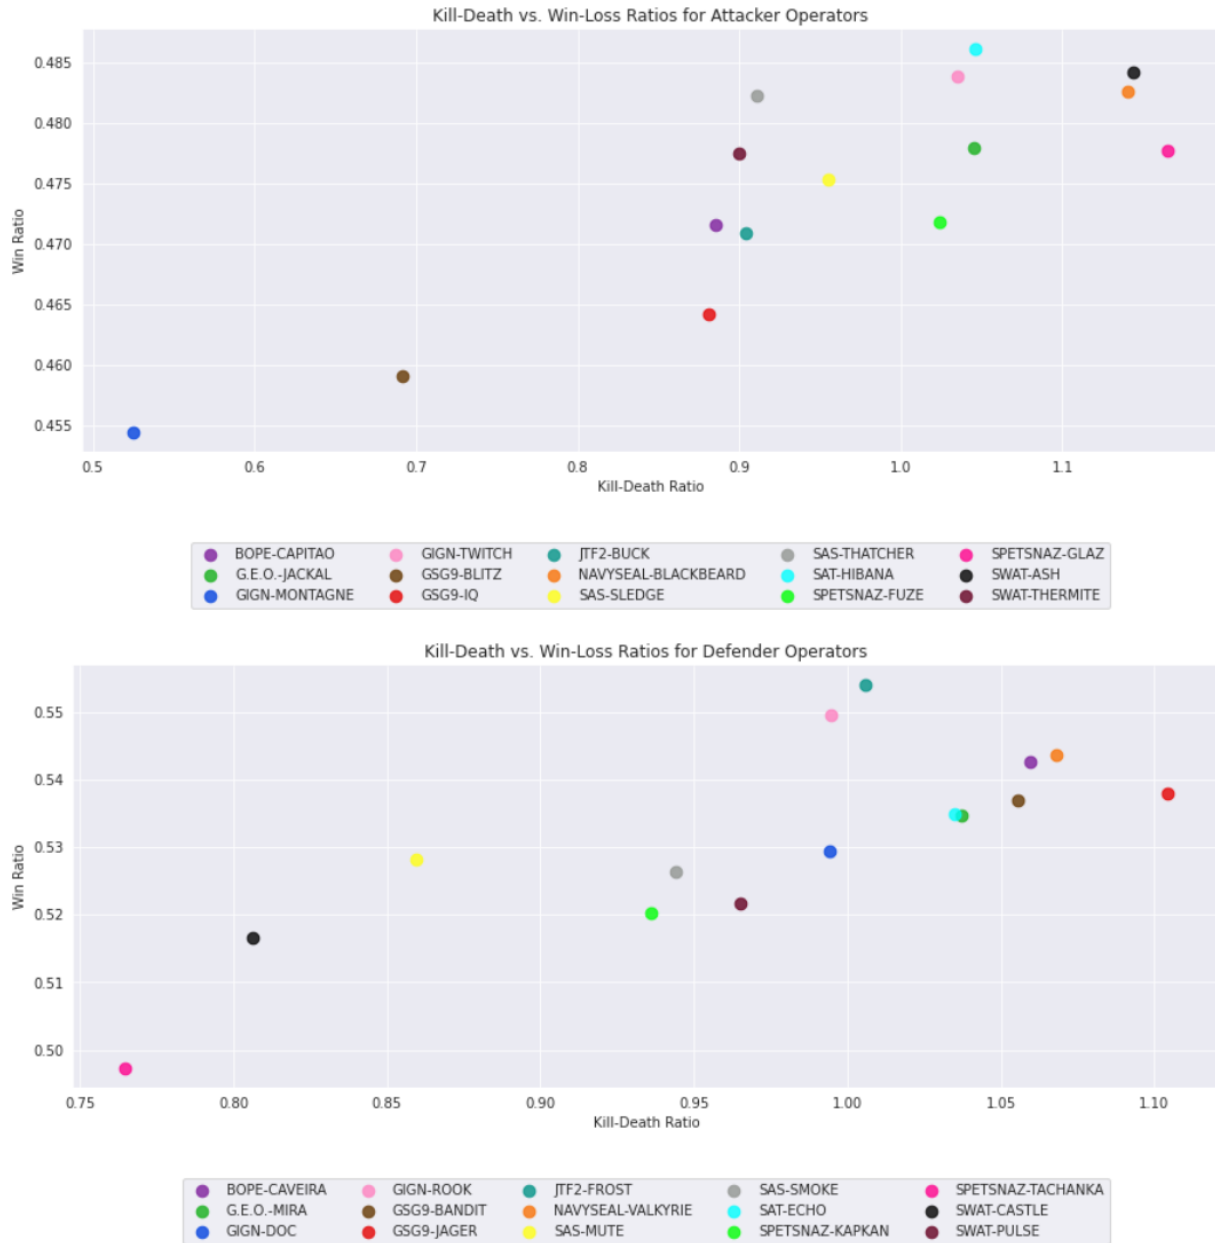 Kill-Death vs. Win-Loss Ratios for Attacker Operators
0.485
0.480
0.475
0.470
0.465
0.460
0.455
Win Ratio
0.5 0.6 0.7 0.8 0.9 1.0 1.1
Kill-Death Ratio
BOPE-CAPITAO GIGN-TWITCH JTF2-BUCK SAS-THATCHER SPETSNAZ-GLAZ
G.E.O.-JACKAL GSG9-BLITZ NAVYSEAL-BLACKBEARD SAT-HIBANA SWAT-ASH
GIGN-MONTAGNE GSG9-IQ SAS-SLEDGE SPETSNAZ-FUZE SWAT-THERMITE
Kill-Death vs. Win-Loss Ratios for Defender Operators
0.55
0.54
0.53
0.52
0.51
0.50
Win Ratio
0.75 0.80 0.85 0.90 0.95 1.00 1.05 1.10
Kill-Death Ratio
BOPE-CAVEIRA GIGN-ROOK JTF2-FROST SAS-SMOKE SPETSNAZ-TACHANKA
G.E.O.-MIRA GSG9-BANDIT NAVYSEAL-VALKYRIE SAT-ECHO SWAT-CASTLE
GIGN-DOC GSG9-JAGER SAS-MUTE SPETSNAZ-KAPKAN SWAT-PULSE